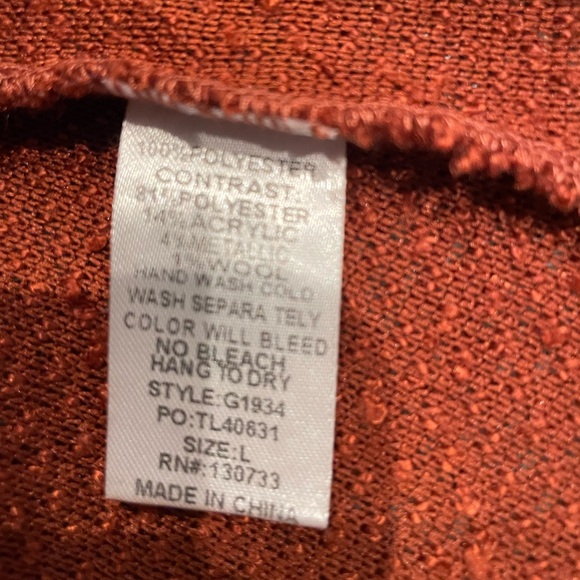 100% POLYESTER
CONTRAST:
81% POLYESTER
14% ACRYLIC
4% METALLIC
1% WOOL
HAND WASH COLD
WASH SEPARA TELY
COLOR WILL BLEED
NO BLEACH
HANG TO DRY
STYLE:G1934
PO:TL40631
SIZE:L
RN#:130733
MADE IN CHINA